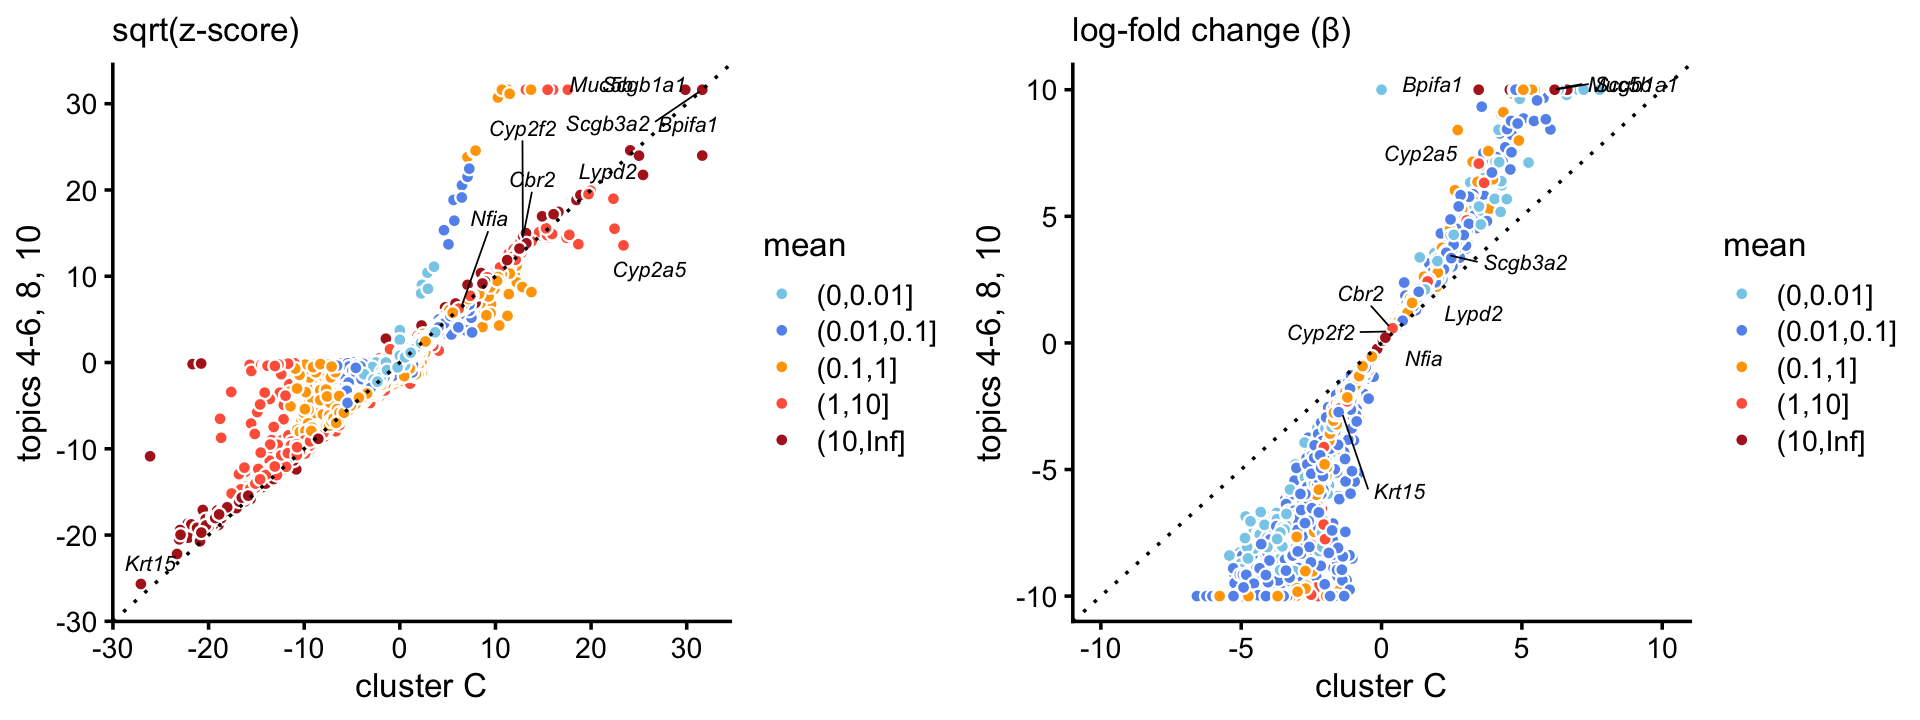 sqrt(z-score)
30
20
10
0
-10
-20
-30
topics 4-6, 8, 10
Muc5b
Scgb1a1
Cyp2f2
Scgb3a2
Bpifa1
Cbr2
Lypd2
Nfia
Cyp2a5
Krt15
-30
-20
-10
0
10
20
30
cluster C
mean
(0,0.01]
(0.01,0.1]
(0.1,1]
(1,10]
(10,Inf]
log-fold change (β)
10
5
0
-5
-10
topics 4-6, 8, 10
Bpifa1
Muc5b
Scgb1a1
Cyp2a5
Scgb3a2
Cbr2
Lypd2
Cyp2f2
Nfia
Krt15
-10
-5
0
5
10
cluster C
mean
(0,0.01]
(0.01,0.1]
(0.1,1]
(1,10]
(10,Inf]